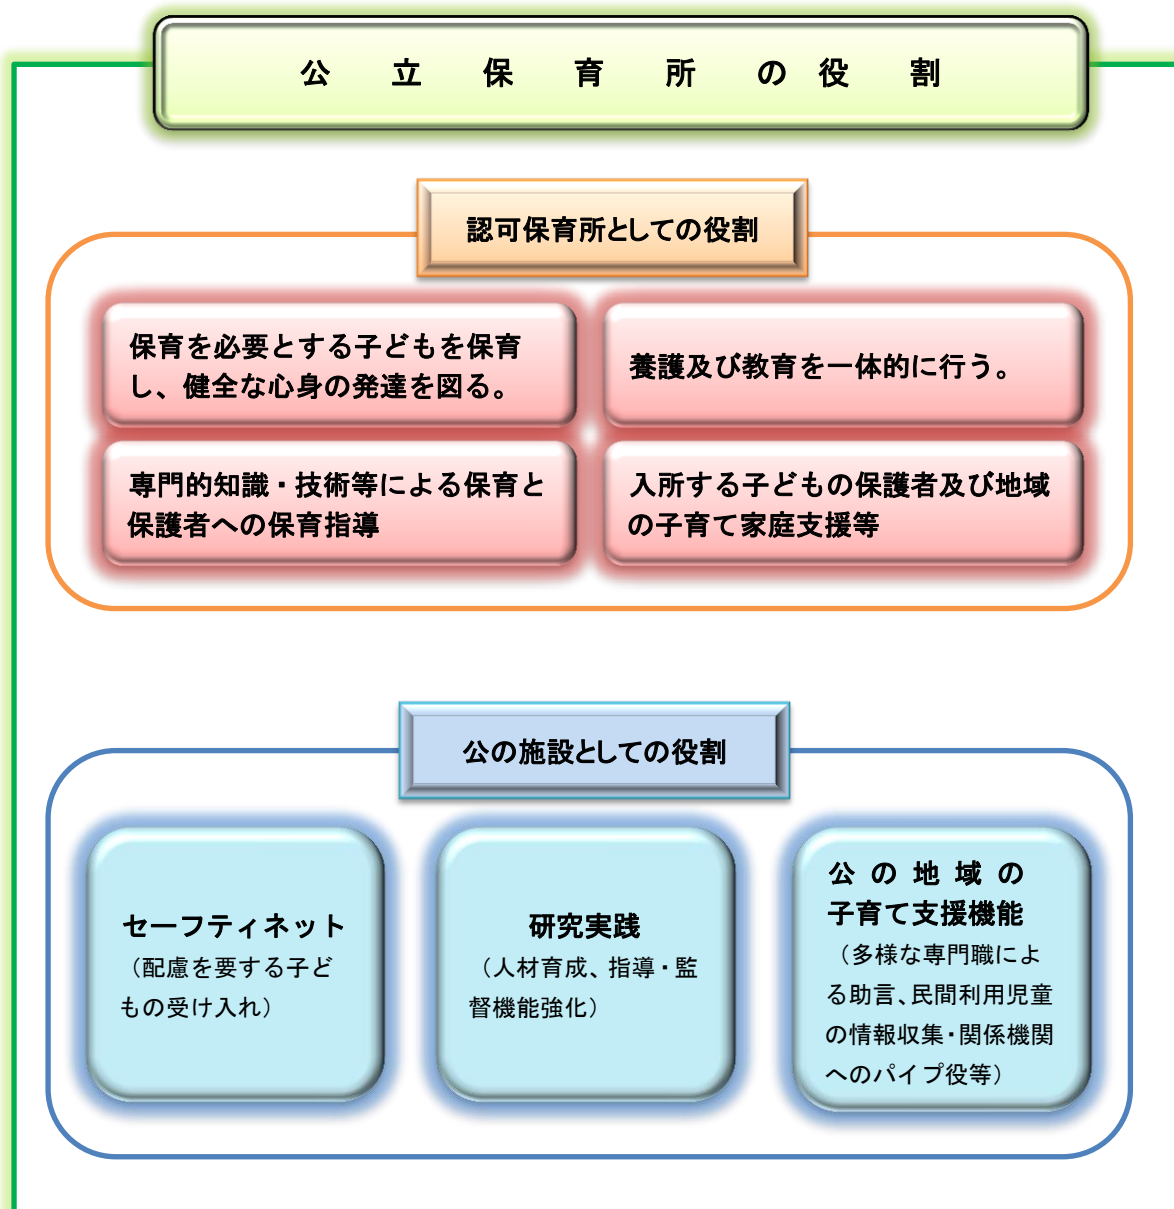 公立保育所の役割
認可保育所としての役割
保育を必要とする子どもを保育
し、健全な心身の発達を図る。
養護及び教育を一体的に行う。
専門的知識・技術等による保育と
保護者への保育指導
入所する子どもの保護者及び地域
の子育て家庭支援等
公の施設としての役割
セーフティネット
（配慮を要する子ど
もの受け入れ）
研究実践
（人材育成、指導・監
督機能強化）
公の地域の
子育て支援機能
（多様な専門職によ
る助言、民間利用児童
の情報収集・関係機関
へのパイプ役等）